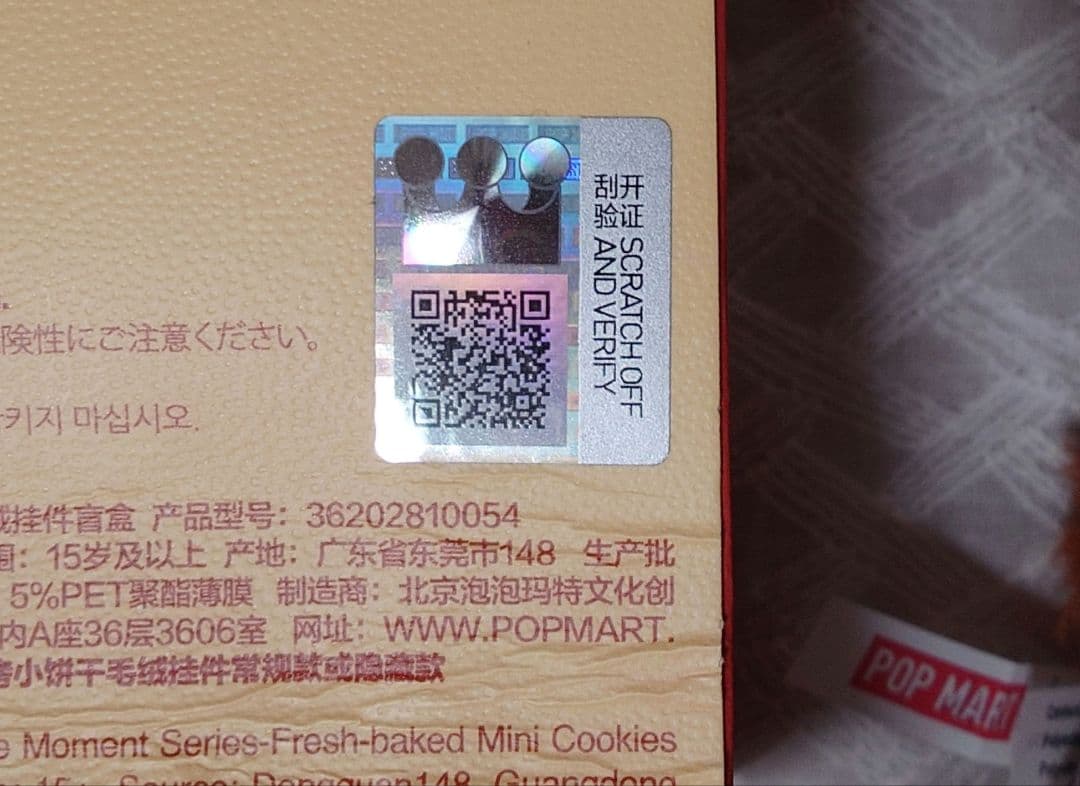 开证 SCRATCH OFF
刮验 AND VERIFY
険性にご注意ください。
키지 마십시오.
挂件盲盒 产品型号：36202810054
围：15岁及以上 产地：广东省东莞市148 生产批
5%PET聚酯薄膜 制造商：北京泡泡玛特文化创
内A座36层3606室 网址：WWW.POPMART.
小饼干毛绒挂件常规款或隐藏款
e Moment Series-Fresh-baked Mini Cookies
Source: Dongguan148, Guangdong
POP MART